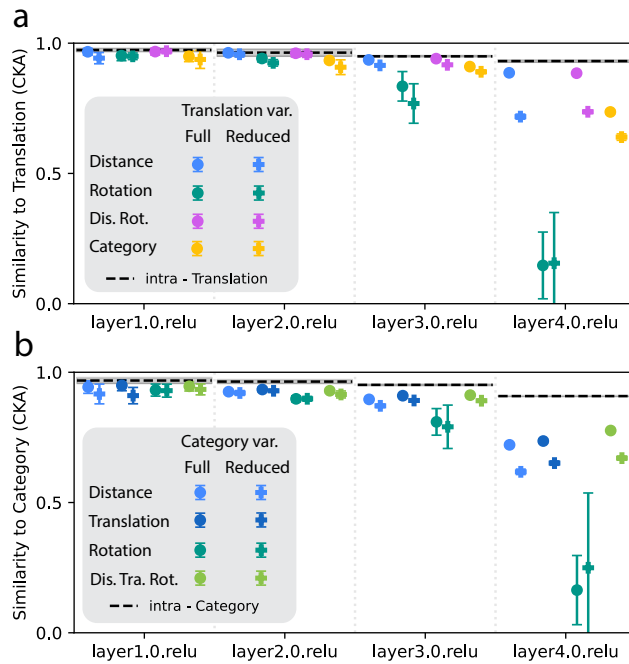 a
Similarity to Translation (CKA)
1.0
0.5
0.0
Translation var.
Full Reduced
Distance
Rotation
Dis. Rot.
Category
intra - Translation
layer1.0.relu layer2.0.relu layer3.0.relu layer4.0.relu
b
Similarity to Category (CKA)
1.0
0.5
0.0
Category var.
Full Reduced
Distance
Translation
Rotation
Dis. Tra. Rot.
intra - Category
layer1.0.relu layer2.0.relu layer3.0.relu layer4.0.relu